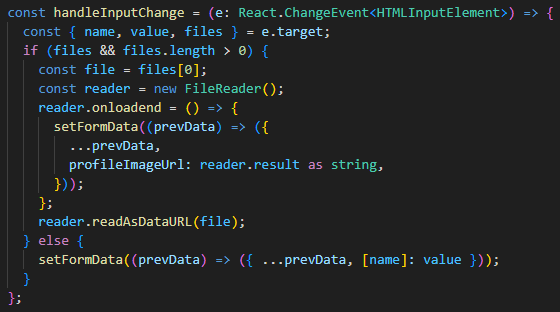 const handleInputChange = (e: React.ChangeEvent<HTMLInputElement>) => {
  const { name, value, files } = e.target;
  if (files && files.length > 0) {
    const file = files[0];
    const reader = new FileReader();
    reader.onloadend = () => {
      setFormData((prevData) => ({
        ...prevData,
        profileImageUrl: reader.result as string,
      }));
    };
    reader.readAsDataURL(file);
  } else {
    setFormData((prevData) => ({ ...prevData, [name]: value }));
  }
};